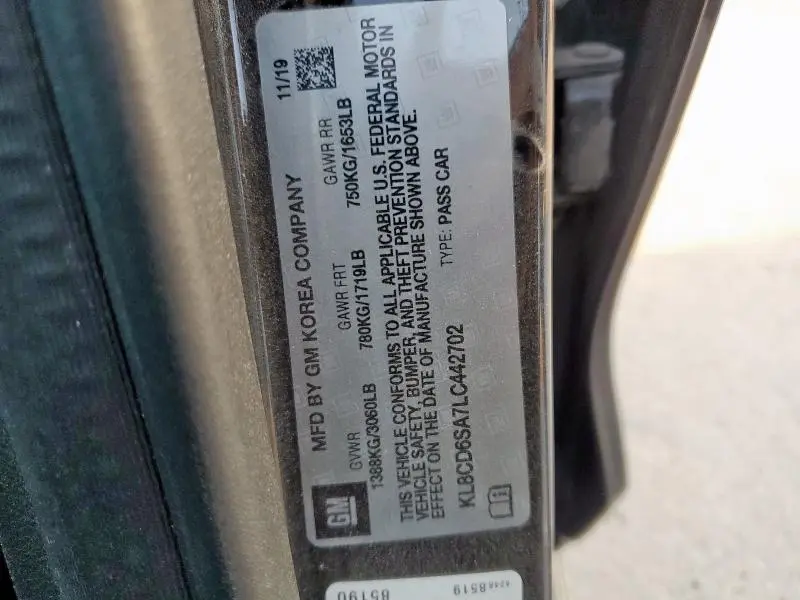 MFD BY GM KOREA COMPANY 11/19
GVWR GAWR FRT GAWR RR
1388KG/3060LB 780KG/1719LB 750KG/1653LB
THIS VEHICLE CONFORMS TO ALL APPLICABLE U.S. FEDERAL MOTOR
VEHICLE SAFETY, BUMPER, AND THEFT PREVENTION STANDARDS IN
EFFECT ON THE DATE OF MANUFACTURE SHOWN ABOVE.
KL8CD6SA7LC442702 TYPE: PASS CAR
GM